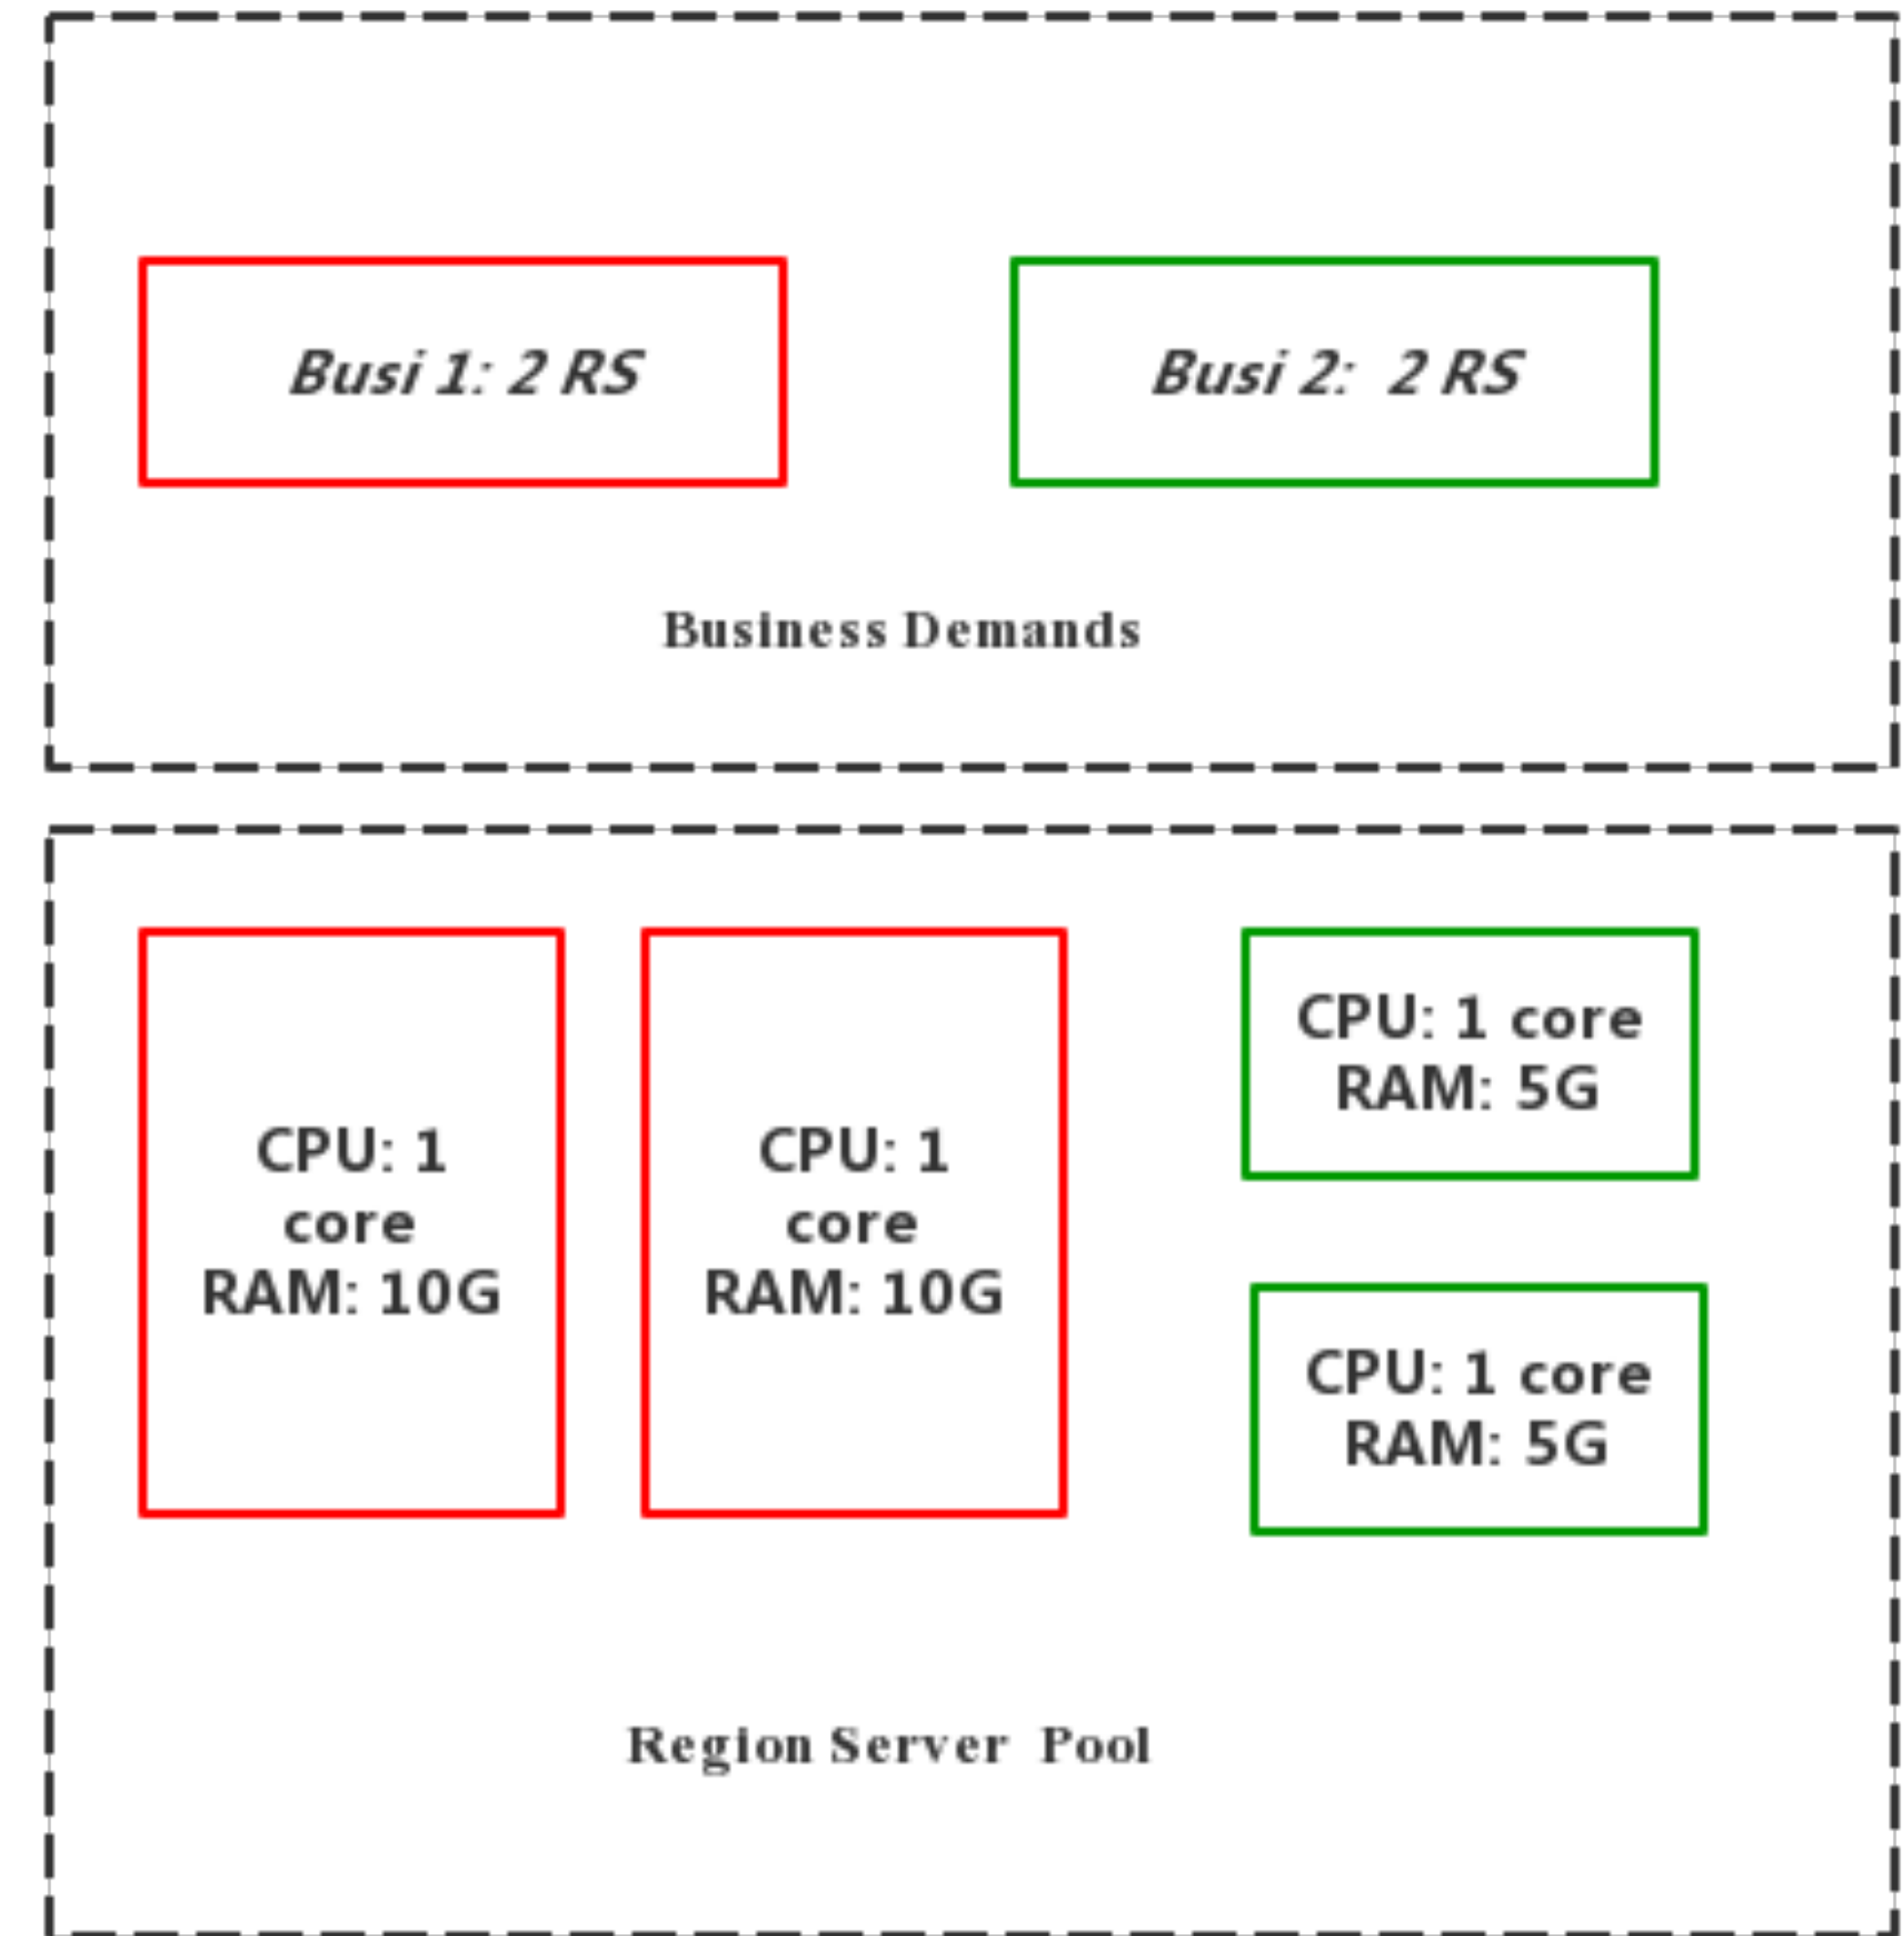 Busi 1: 2 RS
Busi 2: 2 RS
Business Demands
CPU: 1
core
RAM: 10G
CPU: 1
core
RAM: 10G
CPU: 1 core
RAM: 5G
CPU: 1 core
RAM: 5G
Region Server Pool